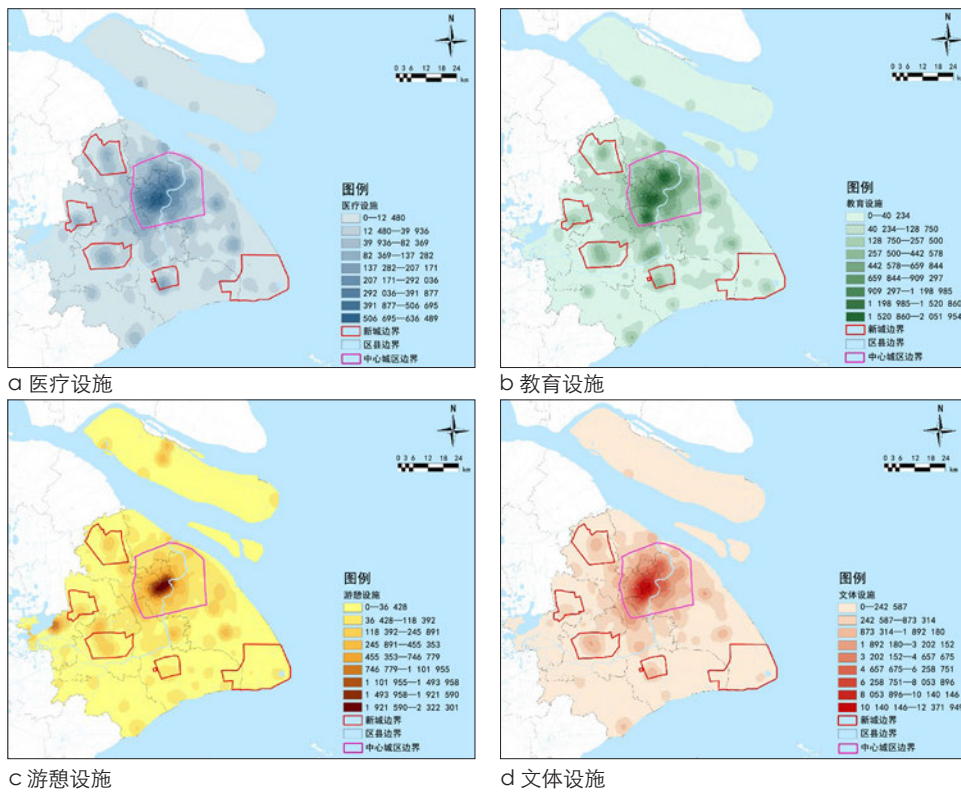 N
0 3 6 12 18 24
km
图例
医疗设施
0—12 480
12 480—39 936
39 936—82 369
82 369—137 282
137 282—207 171
207 171—292 036
292 036—391 877
391 877—506 695
506 695—636 489
新城边界
区县边界
中心城区边界
a 医疗设施
N
0 3 6 12 18 24
km
图例
教育设施
0—40 234
40 234—128 750
128 750—257 500
257 500—442 578
442 578—659 844
659 844—909 297
909 297—1 198 985
1 198 985—1 520 860
1 520 860—2 051 954
新城边界
区县边界
中心城区边界
b 教育设施
N
0 3 6 12 18 24
km
图例
游憩设施
0—36 428
36 428—118 392
118 392—245 891
245 891—455 353
455 353—746 779
746 779—1 101 955
1 101 955—1 493 958
1 493 958—1 921 590
1 921 590—2 322 301
新城边界
区县边界
中心城区边界
c 游憩设施
N
0 3 6 12 18 24
km
图例
文体设施
0—242 587
242 587—873 314
873 314—1 892 180
1 892 180—3 202 152
3 202 152—4 657 675
4 657 675—6 258 751
6 258 751—8 053 896
8 053 896—10 140 146
10 140 146—12 371 949
新城边界
区县边界
中心城区边界
d 文体设施